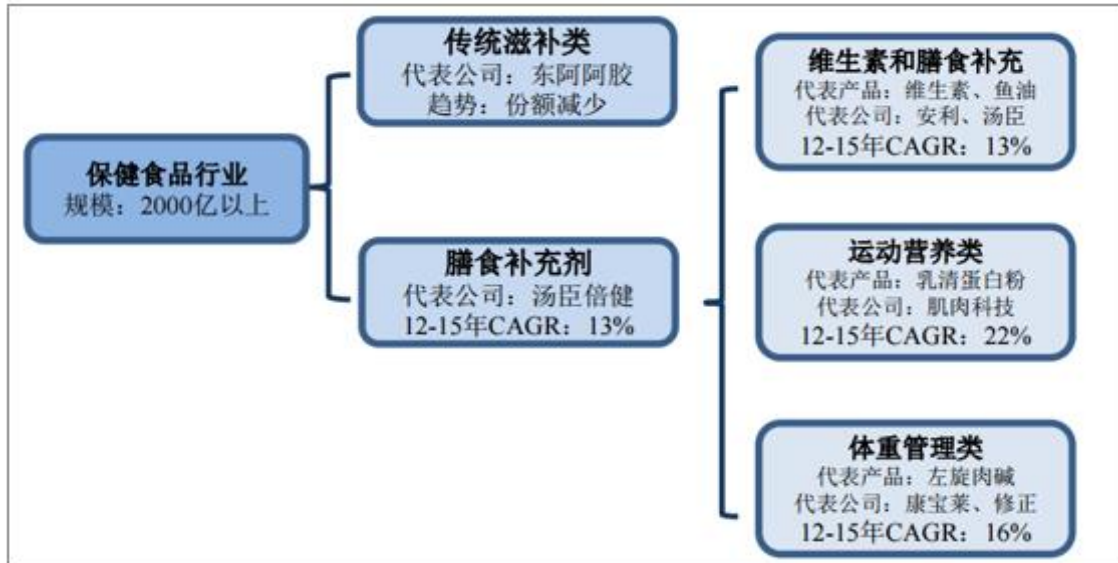 保健食品行业
规模：2000亿以上
传统滋补类
代表公司：东阿阿胶
趋势：份额减少
膳食补充剂
代表公司：汤臣倍健
12-15年CAGR：13%
维生素和膳食补充
代表产品：维生素、鱼油
代表公司：安利、汤臣
12-15年CAGR：13%
运动营养类
代表产品：乳清蛋白粉
代表公司：肌肉科技
12-15年CAGR：22%
体重管理类
代表产品：左旋肉碱
代表公司：康宝莱、修正
12-15年CAGR：16%